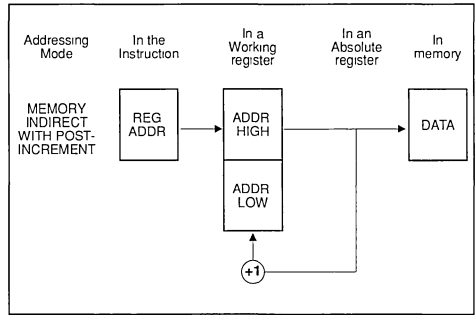 Addressing
Mode
In the
Instruction
In a
Working
register
In an
Absolute
register
In
memory
MEMORY
INDIRECT
WITH POST-
INCREMENT
REG
ADDR
ADDR
HIGH
DATA
ADDR
LOW
+1